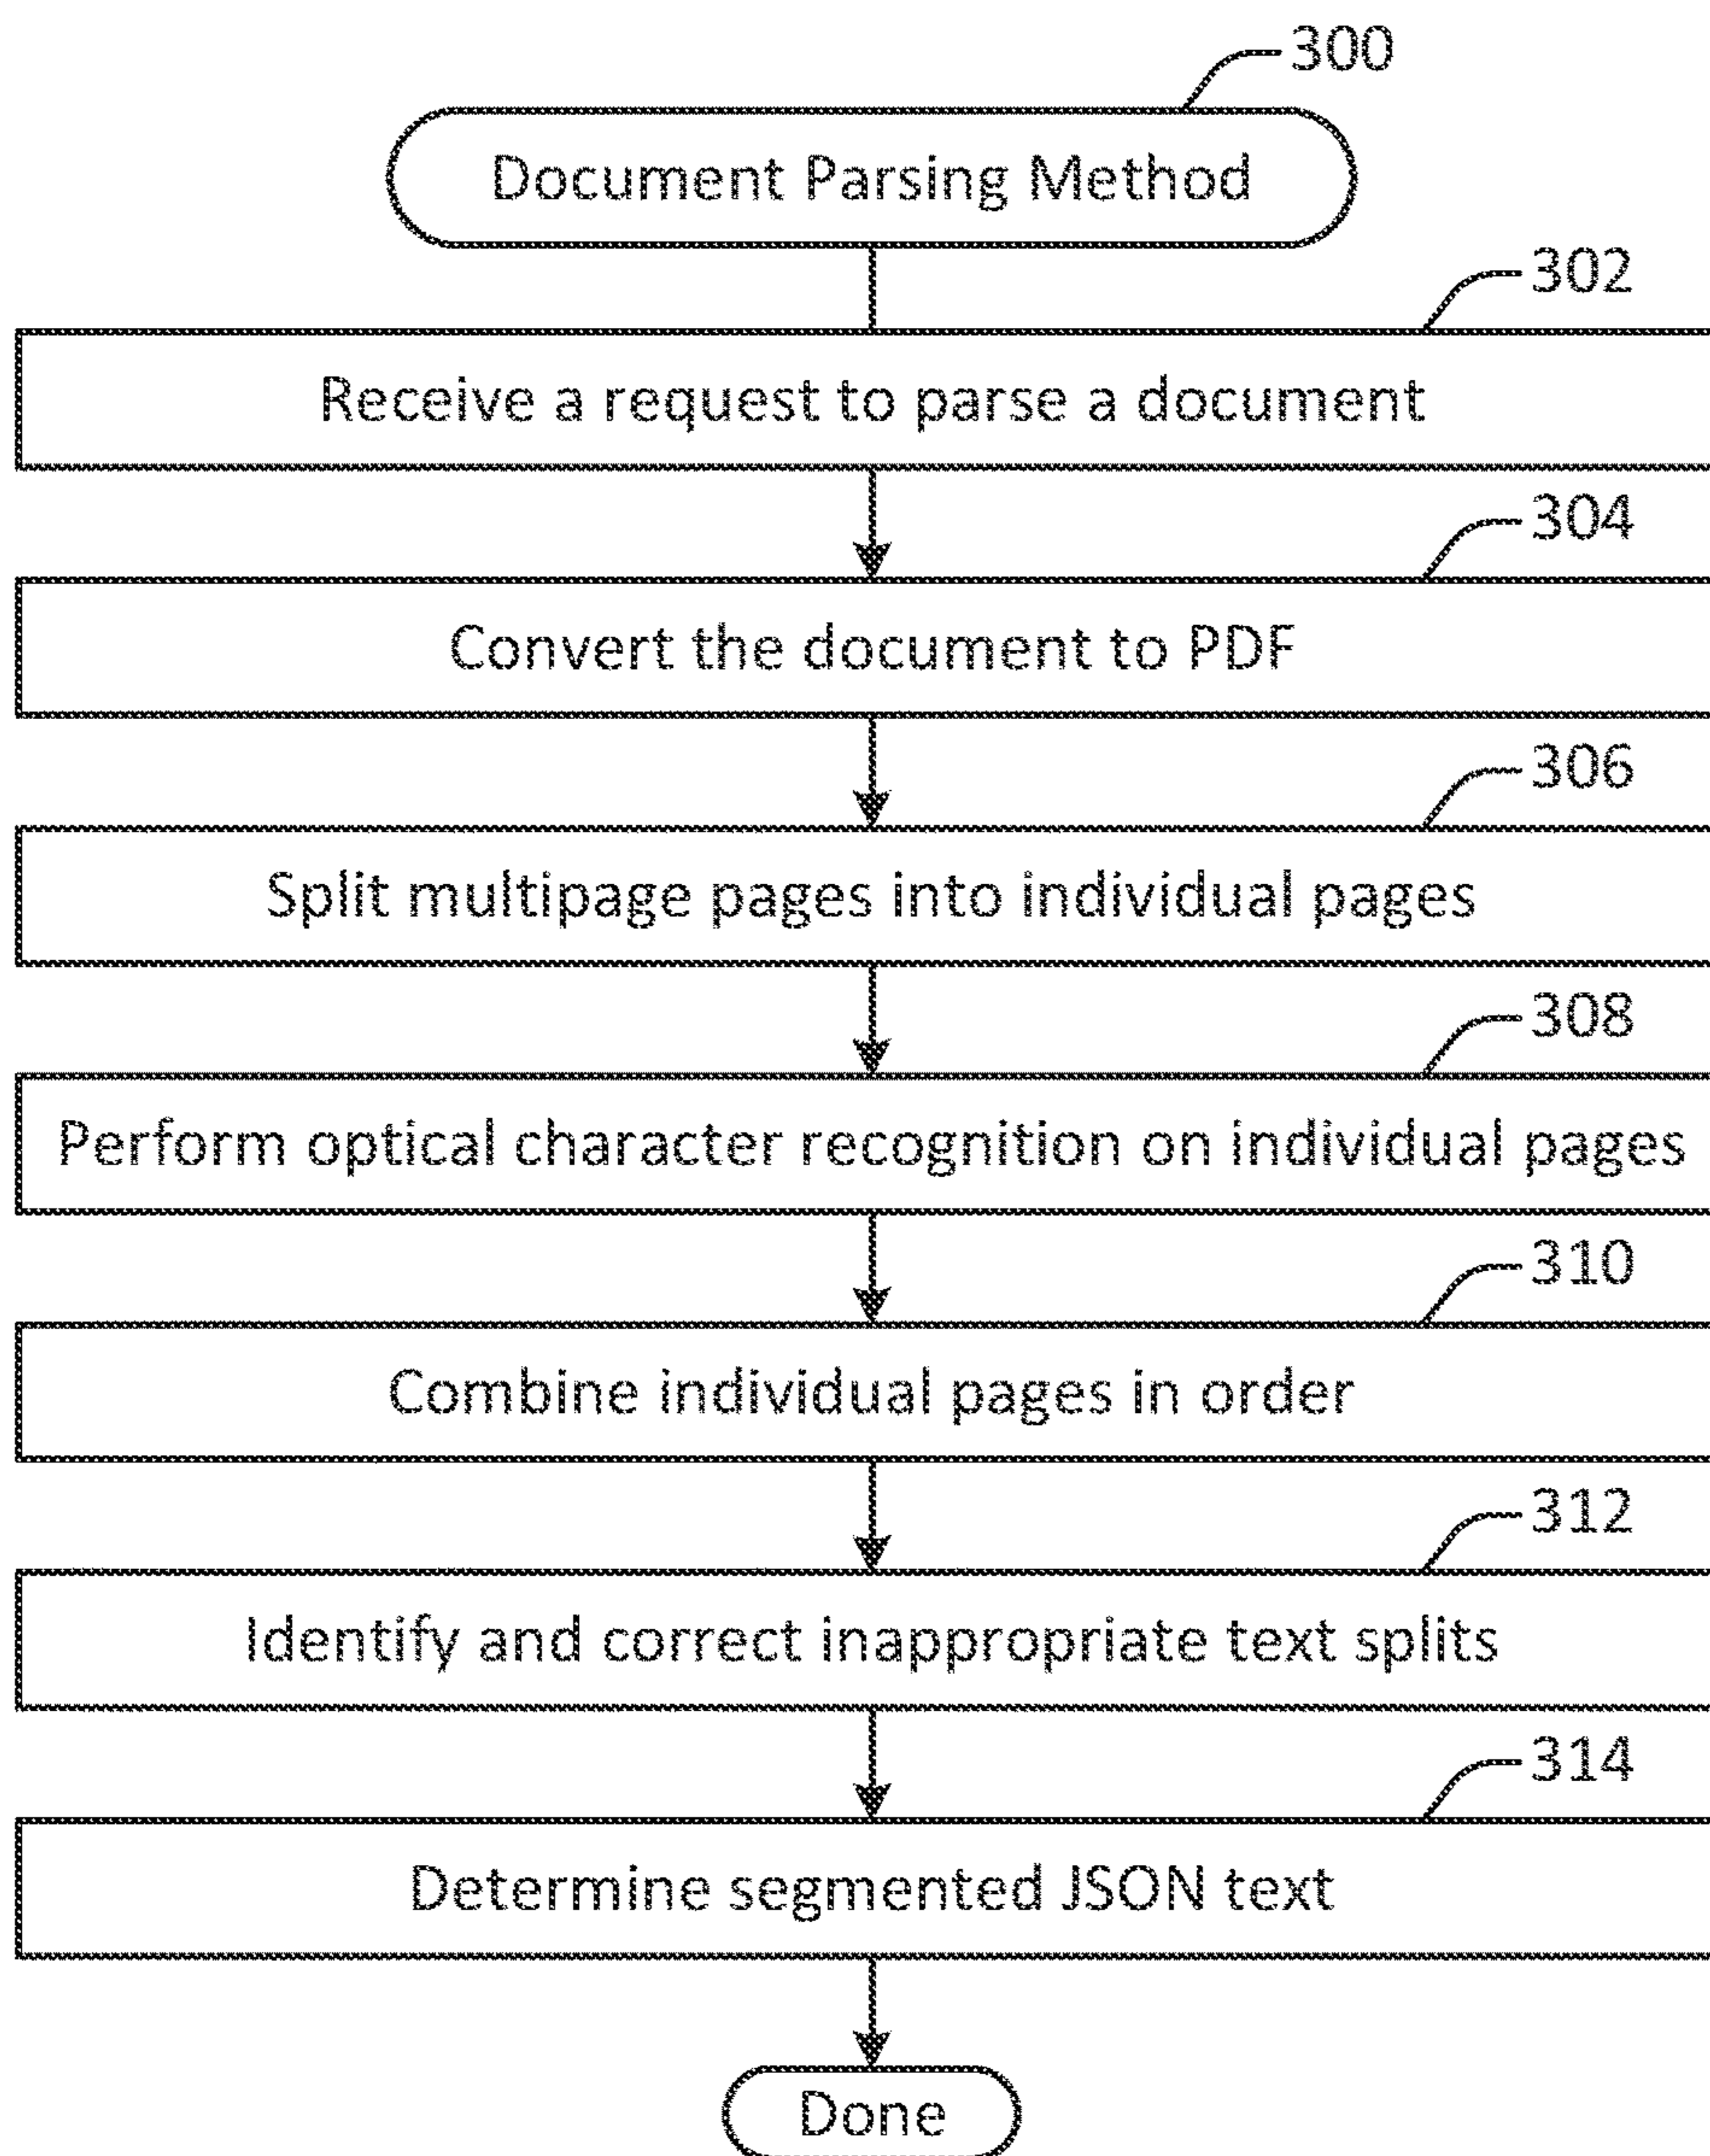 300
Document Parsing Method
302
Receive a request to parse a document
304
Convert the document to PDF
306
Split multipage pages into individual pages
308
Perform optical character recognition on individual pages
310
Combine individual pages in order
312
Identify and correct inappropriate text splits
314
Determine segmented JSON text
Done